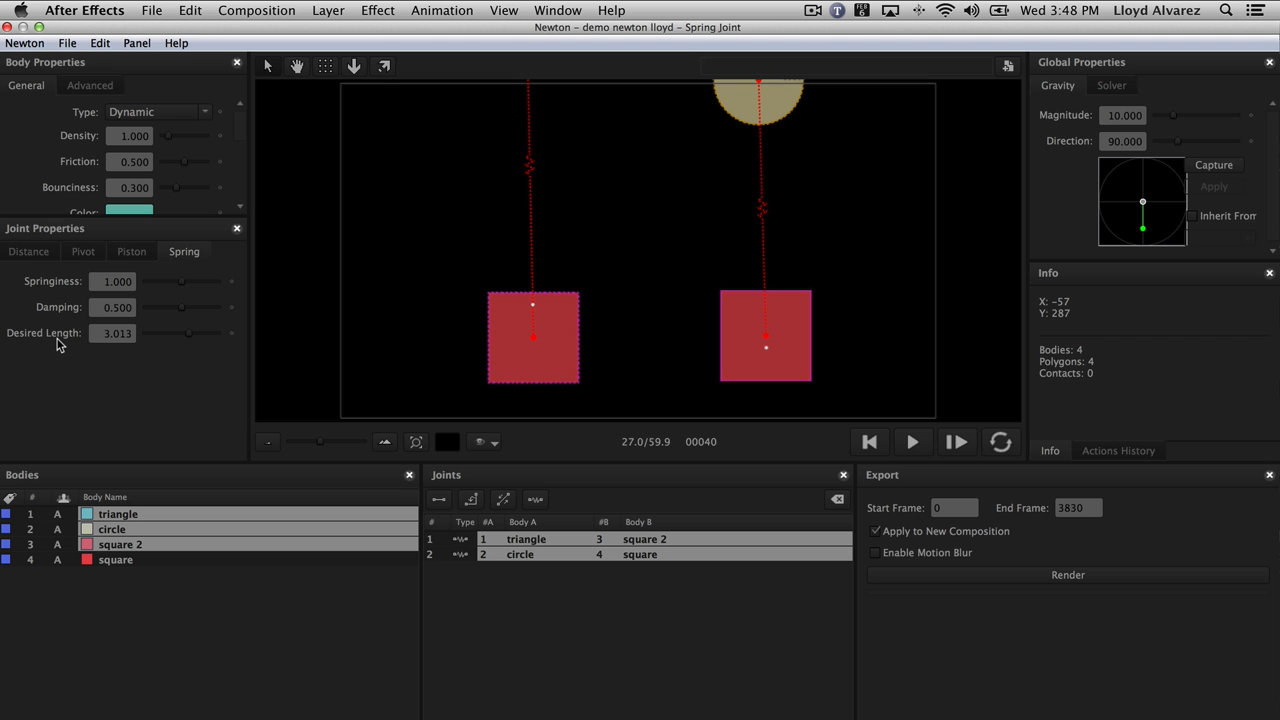 After Effects File Edit Composition Layer Effect Animation View Window Help T FEB 6 Wed 3:48 PM Lloyd Alvarez
Newton - demo newton lloyd - Spring Joint
Newton File Edit Panel Help
Body Properties
General Advanced
Type: Dynamic
Density: 1.000
Friction: 0.500
Bounciness: 0.300
Color:
Joint Properties
Distance Pivot Piston Spring
Springiness: 1.000
Damping: 0.500
Desired Length: 3.013
27.0/59.9 00040
Global Properties
Gravity Solver
Magnitude: 10.000
Direction: 90.000
Capture
Apply
Inherit From
Info
X: -57
Y: 287
Bodies: 4
Polygons: 4
Contacts: 0
Info Actions History
Bodies
# Body Name
1 A triangle
2 A circle
3 A square 2
4 A square
Joints
# Type #A Body A #B Body B
1 1 triangle 3 square 2
2 2 circle 4 square
Export
Start Frame: 0 End Frame: 3830
Apply to New Composition
Enable Motion Blur
Render